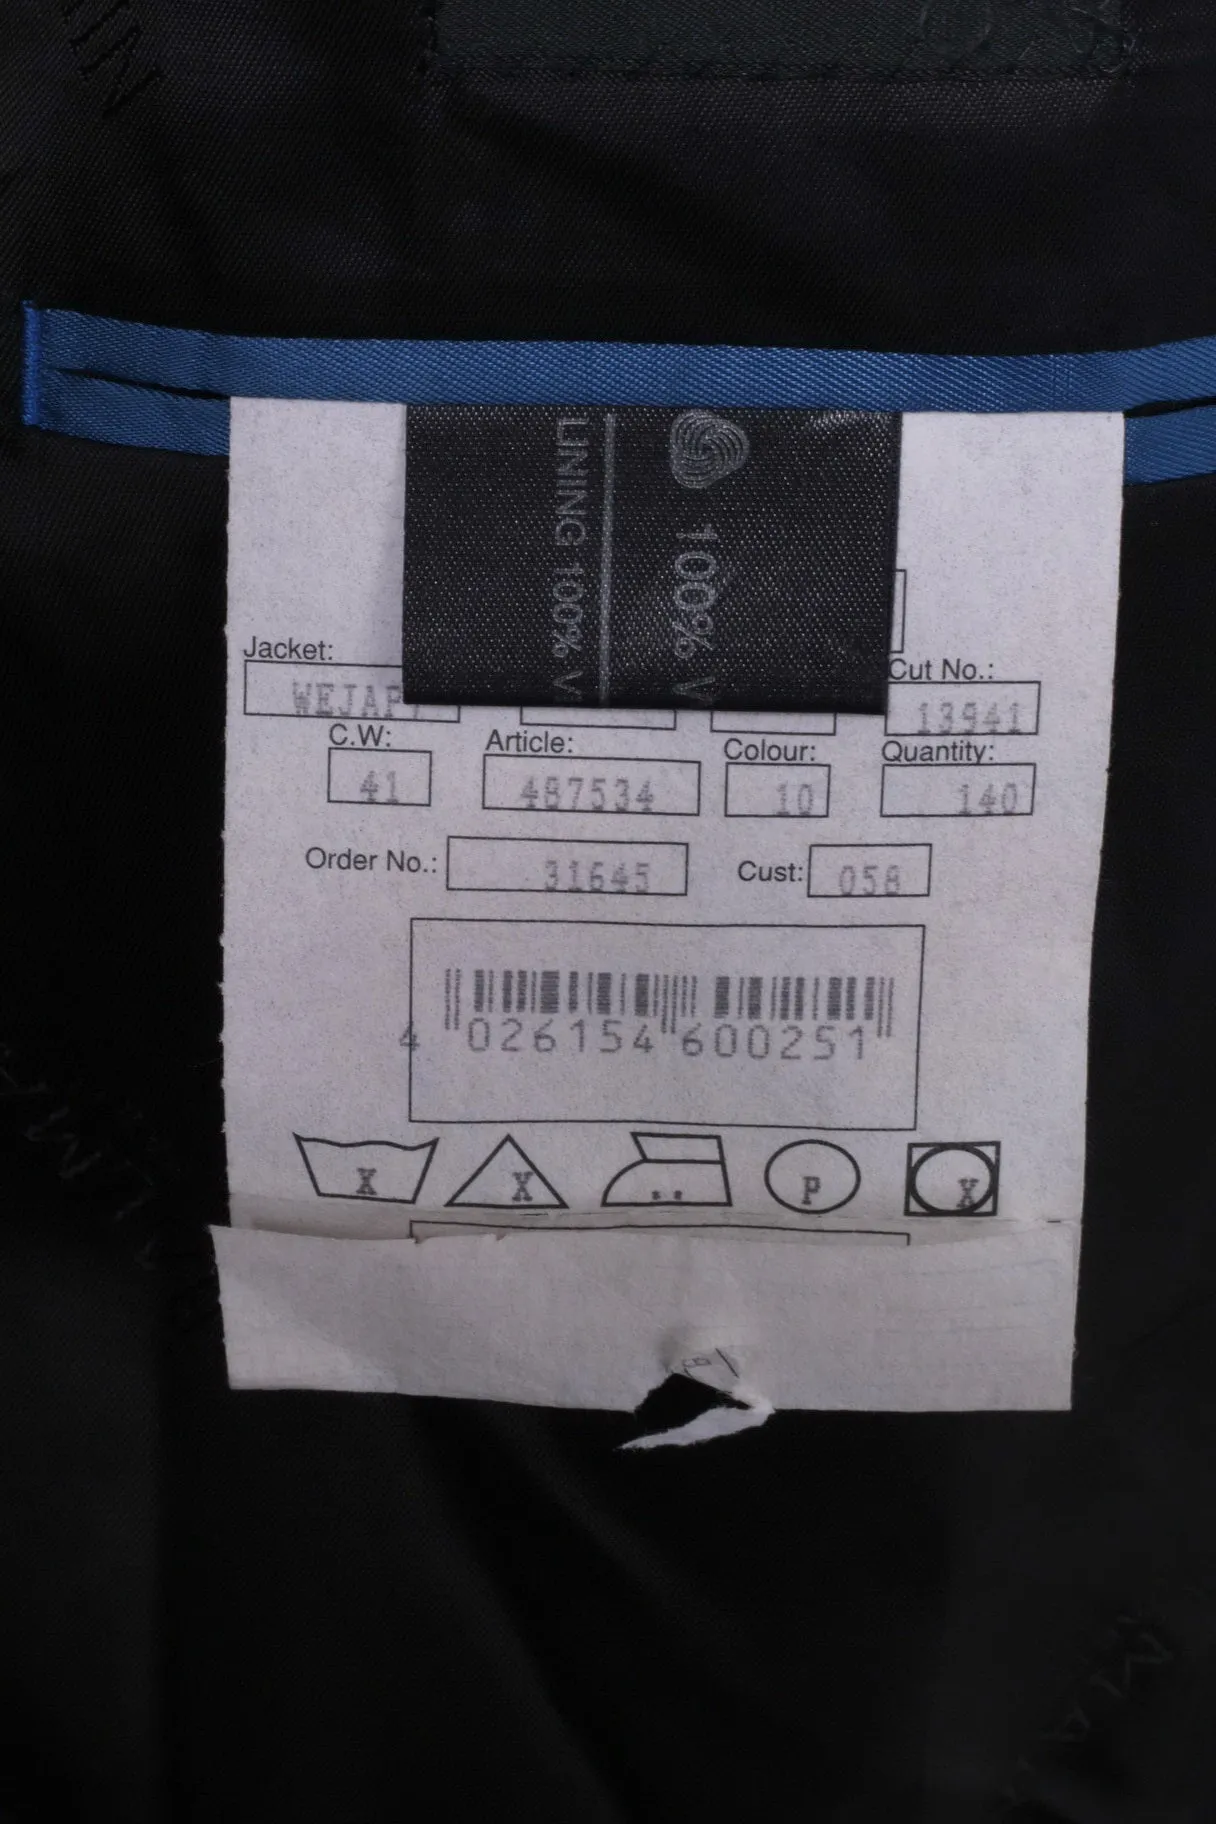 LINING 100% V
100% V
Jacket:
Cut No.:
13941
C.W: Article: Colour: Quantity:
41 487534 10 140
Order No.: 31645 Cust: 058
4 026154 600251
X X P X